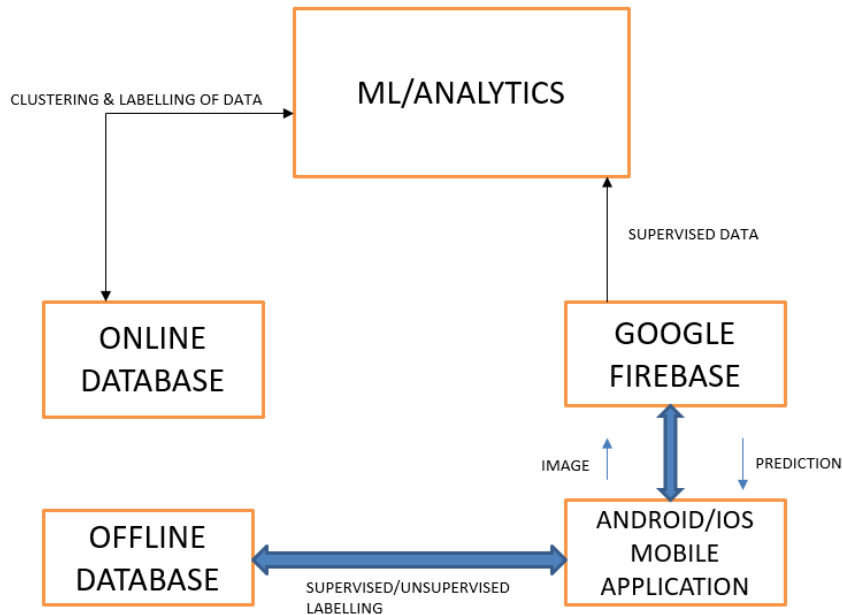 ML/ANALYTICS
CLUSTERING & LABELLING OF DATA
SUPERVISED DATA
ONLINE
DATABASE
GOOGLE
FIREBASE
IMAGE
PREDICTION
OFFLINE
DATABASE
SUPERVISED/UNSUPERVISED
LABELLING
ANDROID/IOS
MOBILE
APPLICATION